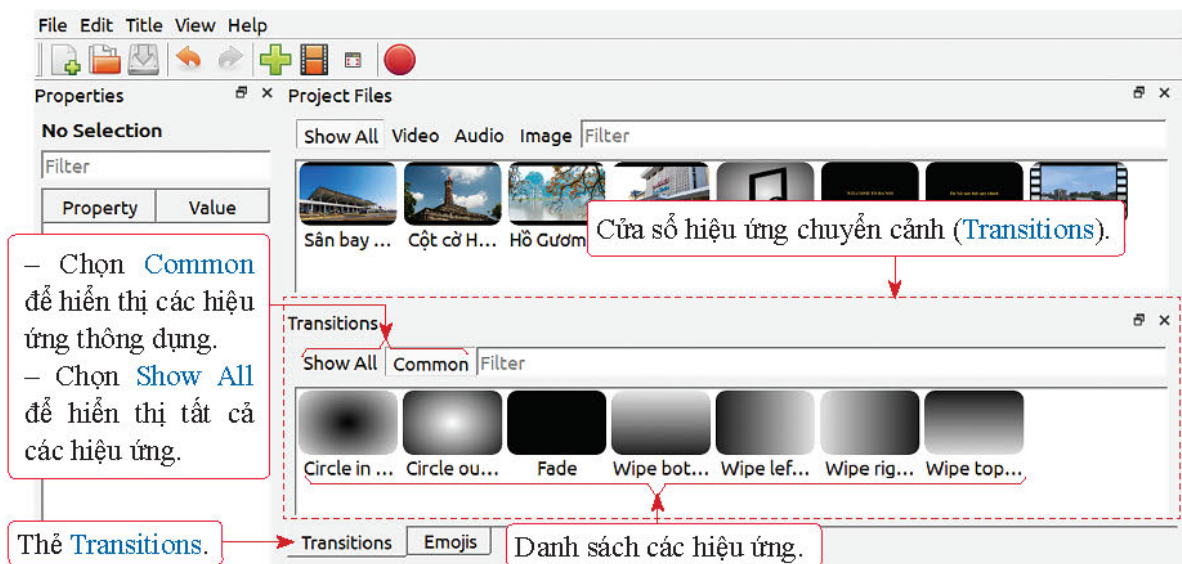 File Edit Title View Help
Properties
Project Files
No Selection
Show All Video Audio Image Filter
Filter
Property Value
WELCOME TO HA NOI
Sân bay ... Cột cờ H... Hồ Gươm
Cửa sổ hiệu ứng chuyển cảnh (Transitions).
– Chọn Common
để hiển thị các hiệu
ứng thông dụng.
– Chọn Show All
để hiển thị tất cả
các hiệu ứng.
Transitions
Show All Common Filter
Circle in ... Circle ou... Fade Wipe bot... Wipe lef... Wipe rig... Wipe top...
Thẻ Transitions.
Transitions Emojis
Danh sách các hiệu ứng.